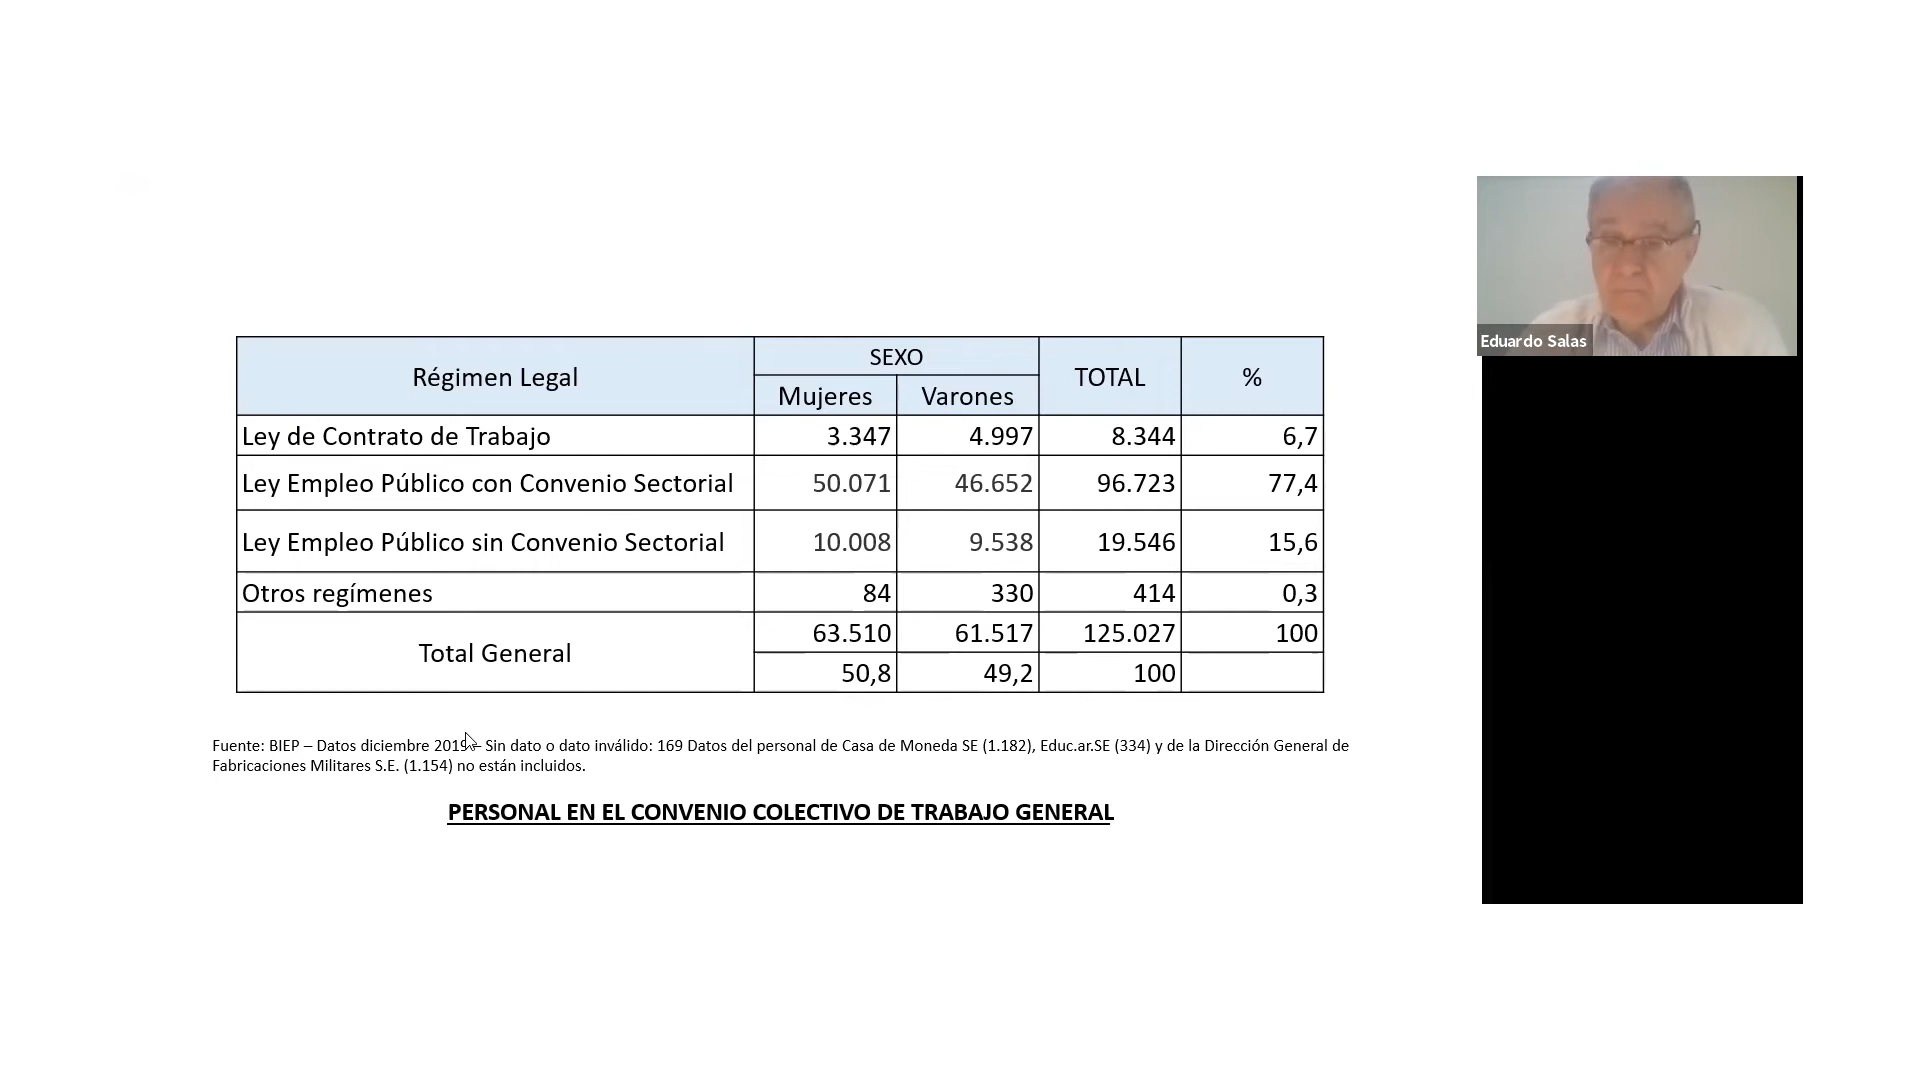 Régimen Legal SEXO TOTAL %
Mujeres Varones
Ley de Contrato de Trabajo 3.347 4.997 8.344 6,7
Ley Empleo Público con Convenio Sectorial 50.071 46.652 96.723 77,4
Ley Empleo Público sin Convenio Sectorial 10.008 9.538 19.546 15,6
Otros regímenes 84 330 414 0,3
Total General 63.510 61.517 125.027 100
50,8 49,2 100
Fuente: BIEP – Datos diciembre 2019 – Sin dato o dato inválido: 169 Datos del personal de Casa de Moneda SE (1.182), Educ.ar.SE (334) y de la Dirección General de
Fabricaciones Militares S.E. (1.154) no están incluidos.
PERSONAL EN EL CONVENIO COLECTIVO DE TRABAJO GENERAL
Eduardo Salas